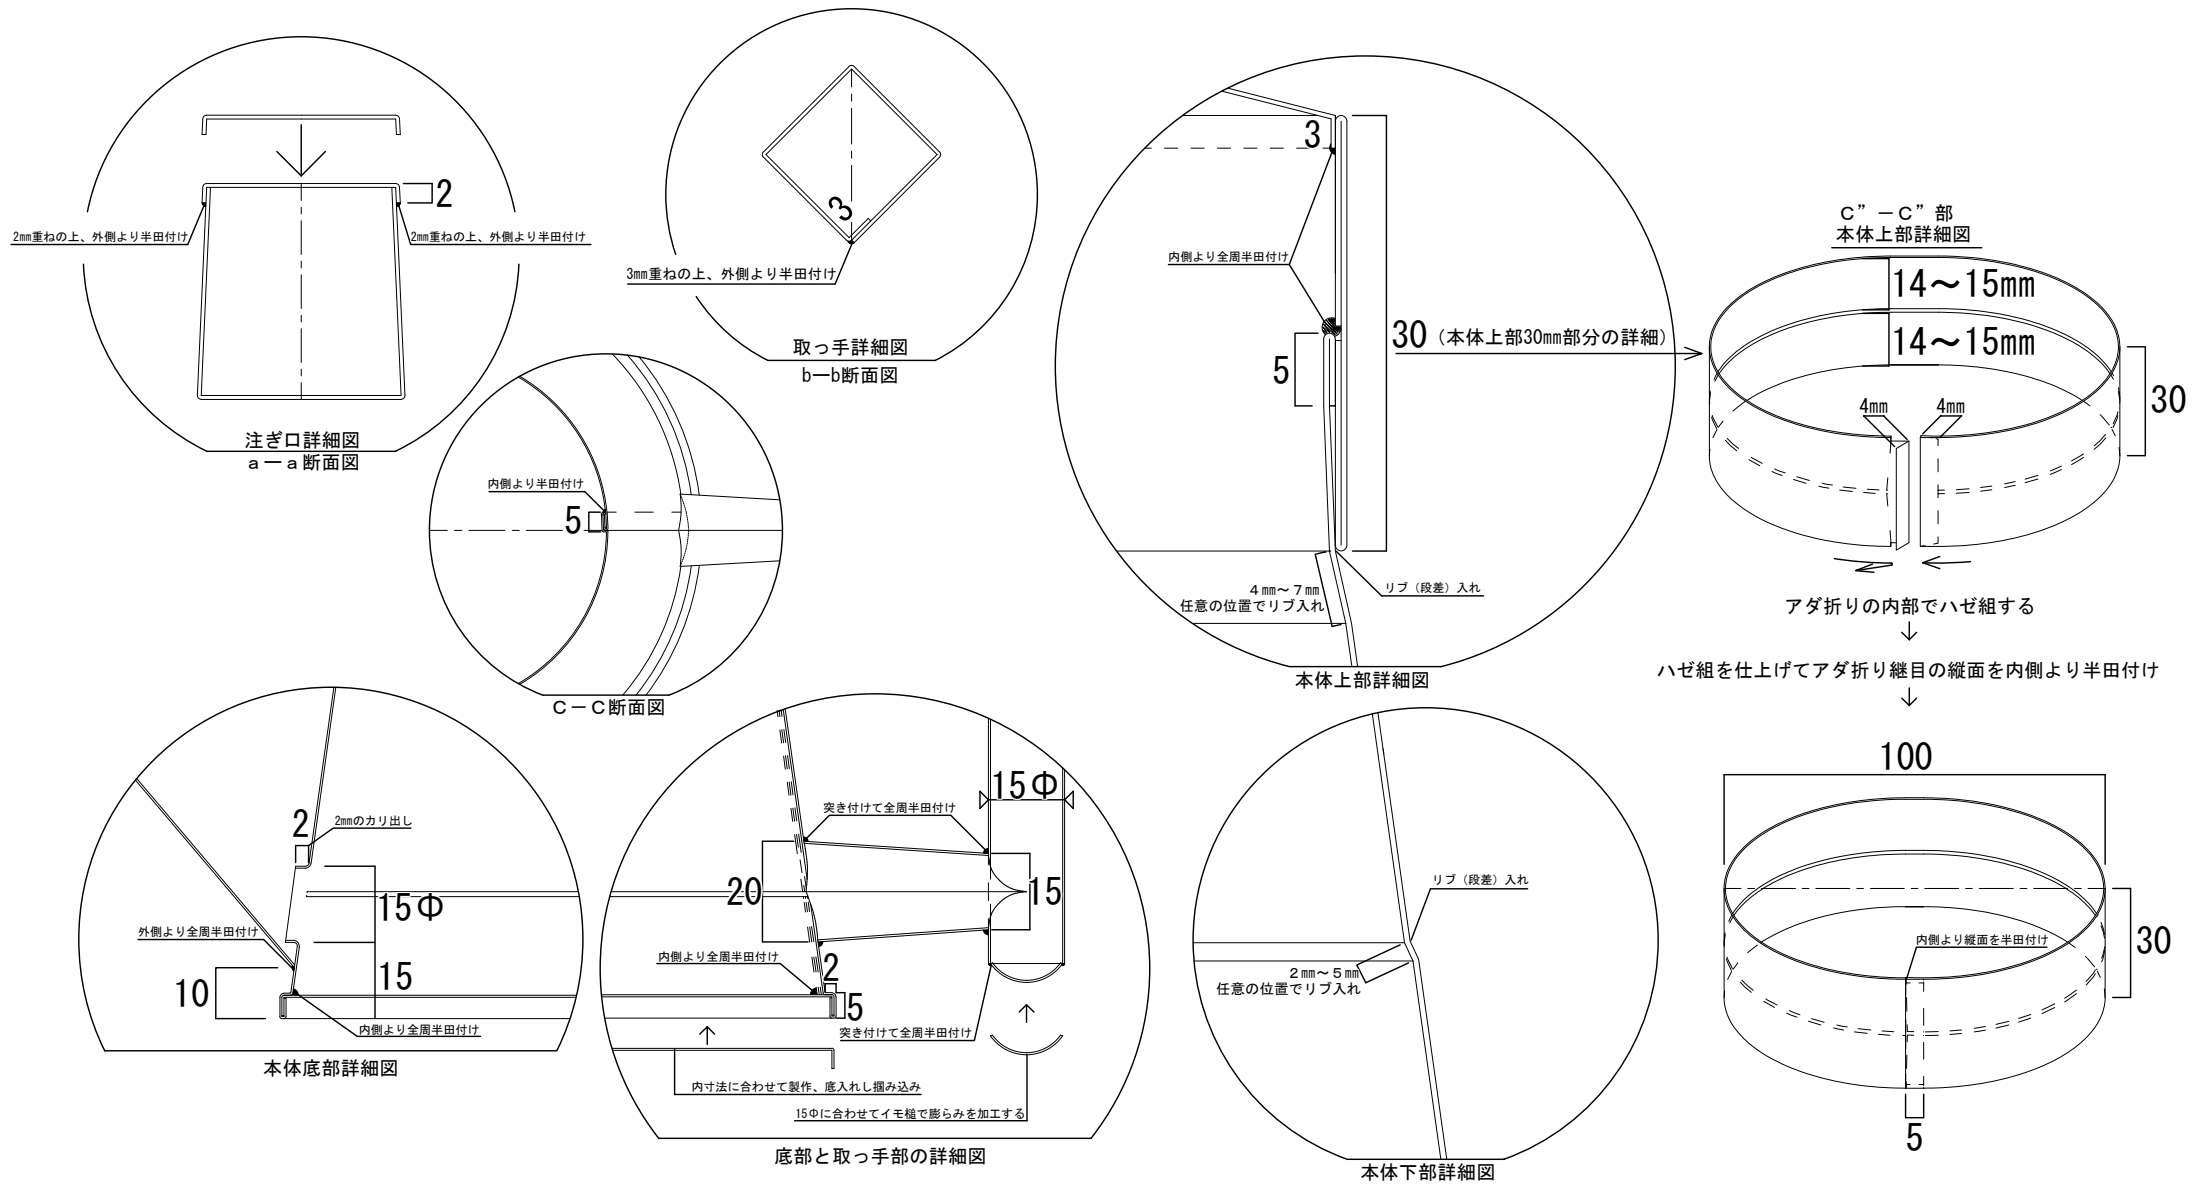 2
2mm重ねの上、外側より半田付け
2mm重ねの上、外側より半田付け
注ぎ口詳細図
a―a断面図
3
3mm重ねの上、外側より半田付け
取っ手詳細図
b―b断面図
内側より半田付け
5
C－C断面図
3
内側より全周半田付け
5
30
(本体上部30mm部分の詳細)
リブ（段差）入れ
4㎜～7㎜
任意の位置でリブ入れ
本体上部詳細図
C”－C”部
本体上部詳細図
14～15mm
14～15mm
4mm
4mm
30
アダ折りの内部でハゼ組する
↓
ハゼ組を仕上げてアダ折り継目の縦面を内側より半田付け
↓
100
30
内側より縦面を半田付け
5
2
2mmのカリ出し
15Φ
外側より全周半田付け
10
15
内側より全周半田付け
本体底部詳細図
15Φ
突き付けて全周半田付け
20
15
内側より全周半田付け
2
5
突き付けて全周半田付け
内寸法に合わせて製作、底入れし掴み込み
15Φに合わせてイモ槌で膨らみを加工する
底部と取っ手部の詳細図
リブ（段差）入れ
2㎜～5㎜
任意の位置でリブ入れ
本体下部詳細図